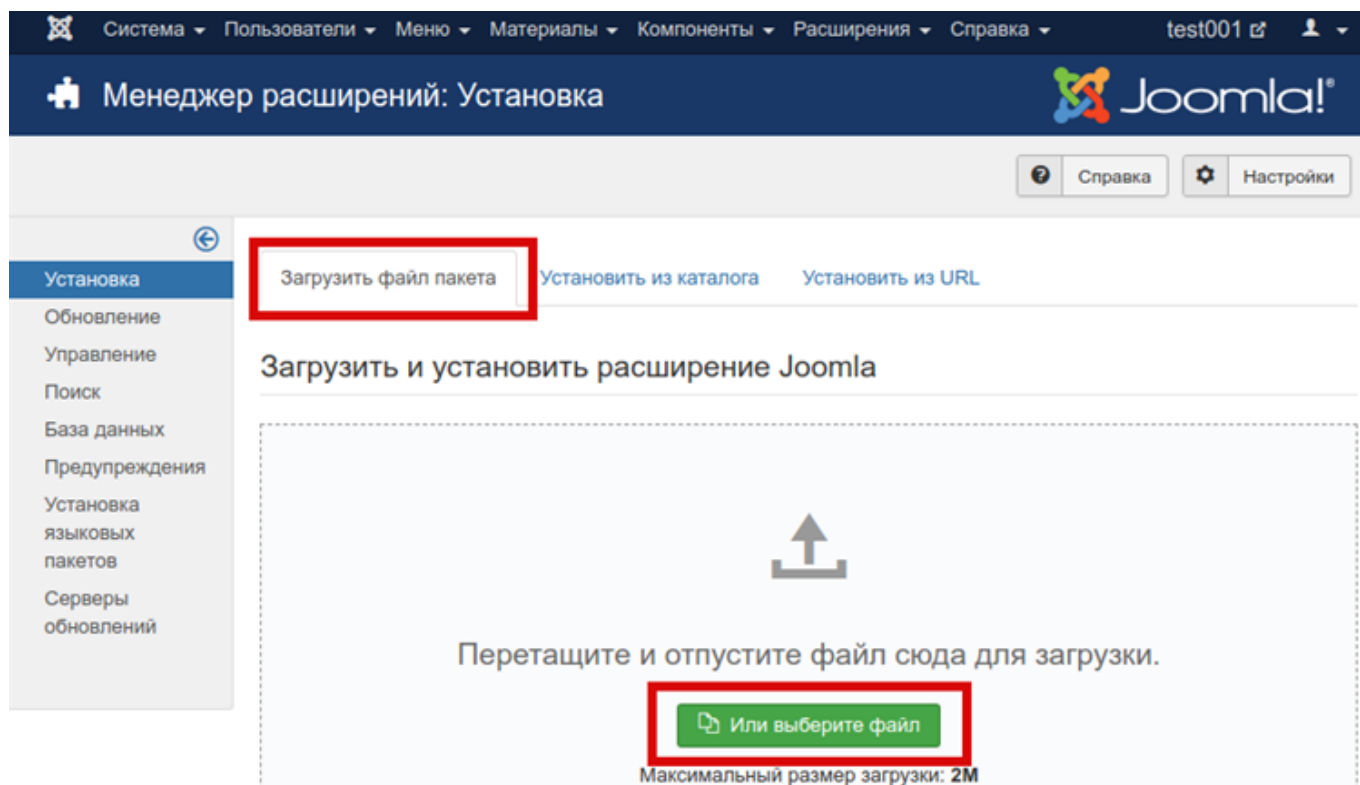 Система Пользователи Меню Материалы Компоненты Расширения Справка test001
Менеджер расширений: Установка Joomla!®
Справка Настройки
Установка
Обновление
Управление
Поиск
База данных
Предупреждения
Установка
языковых
пакетов
Серверы
обновлений
Загрузить файл пакета Установить из каталога Установить из URL
Загрузить и установить расширение Joomla
Перетащите и отпустите файл сюда для загрузки.
Или выберите файл
Максимальный размер загрузки: 2M